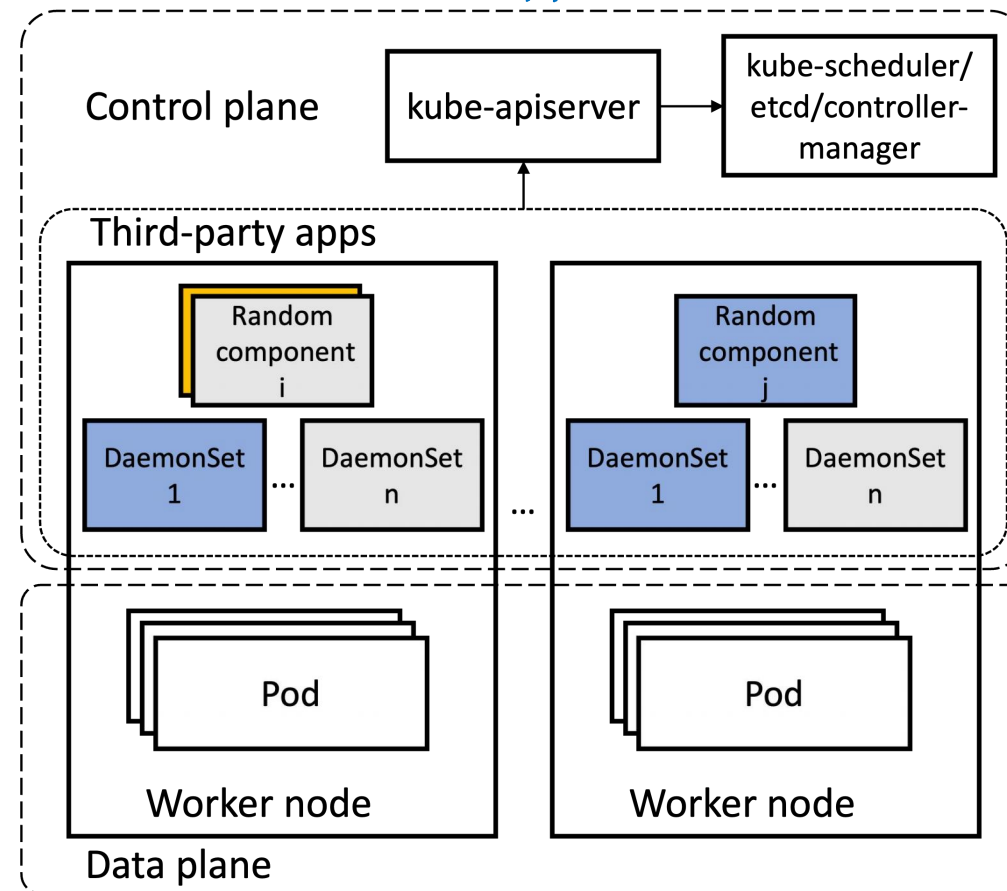 Control plane
kube-apiserver
kube-scheduler/
etcd/controller-
manager
Third-party apps
Random
component
i
DaemonSet
1
...
DaemonSet
n
...
Random
component
j
DaemonSet
1
...
DaemonSet
n
Pod
Worker node
Pod
Worker node
Data plane